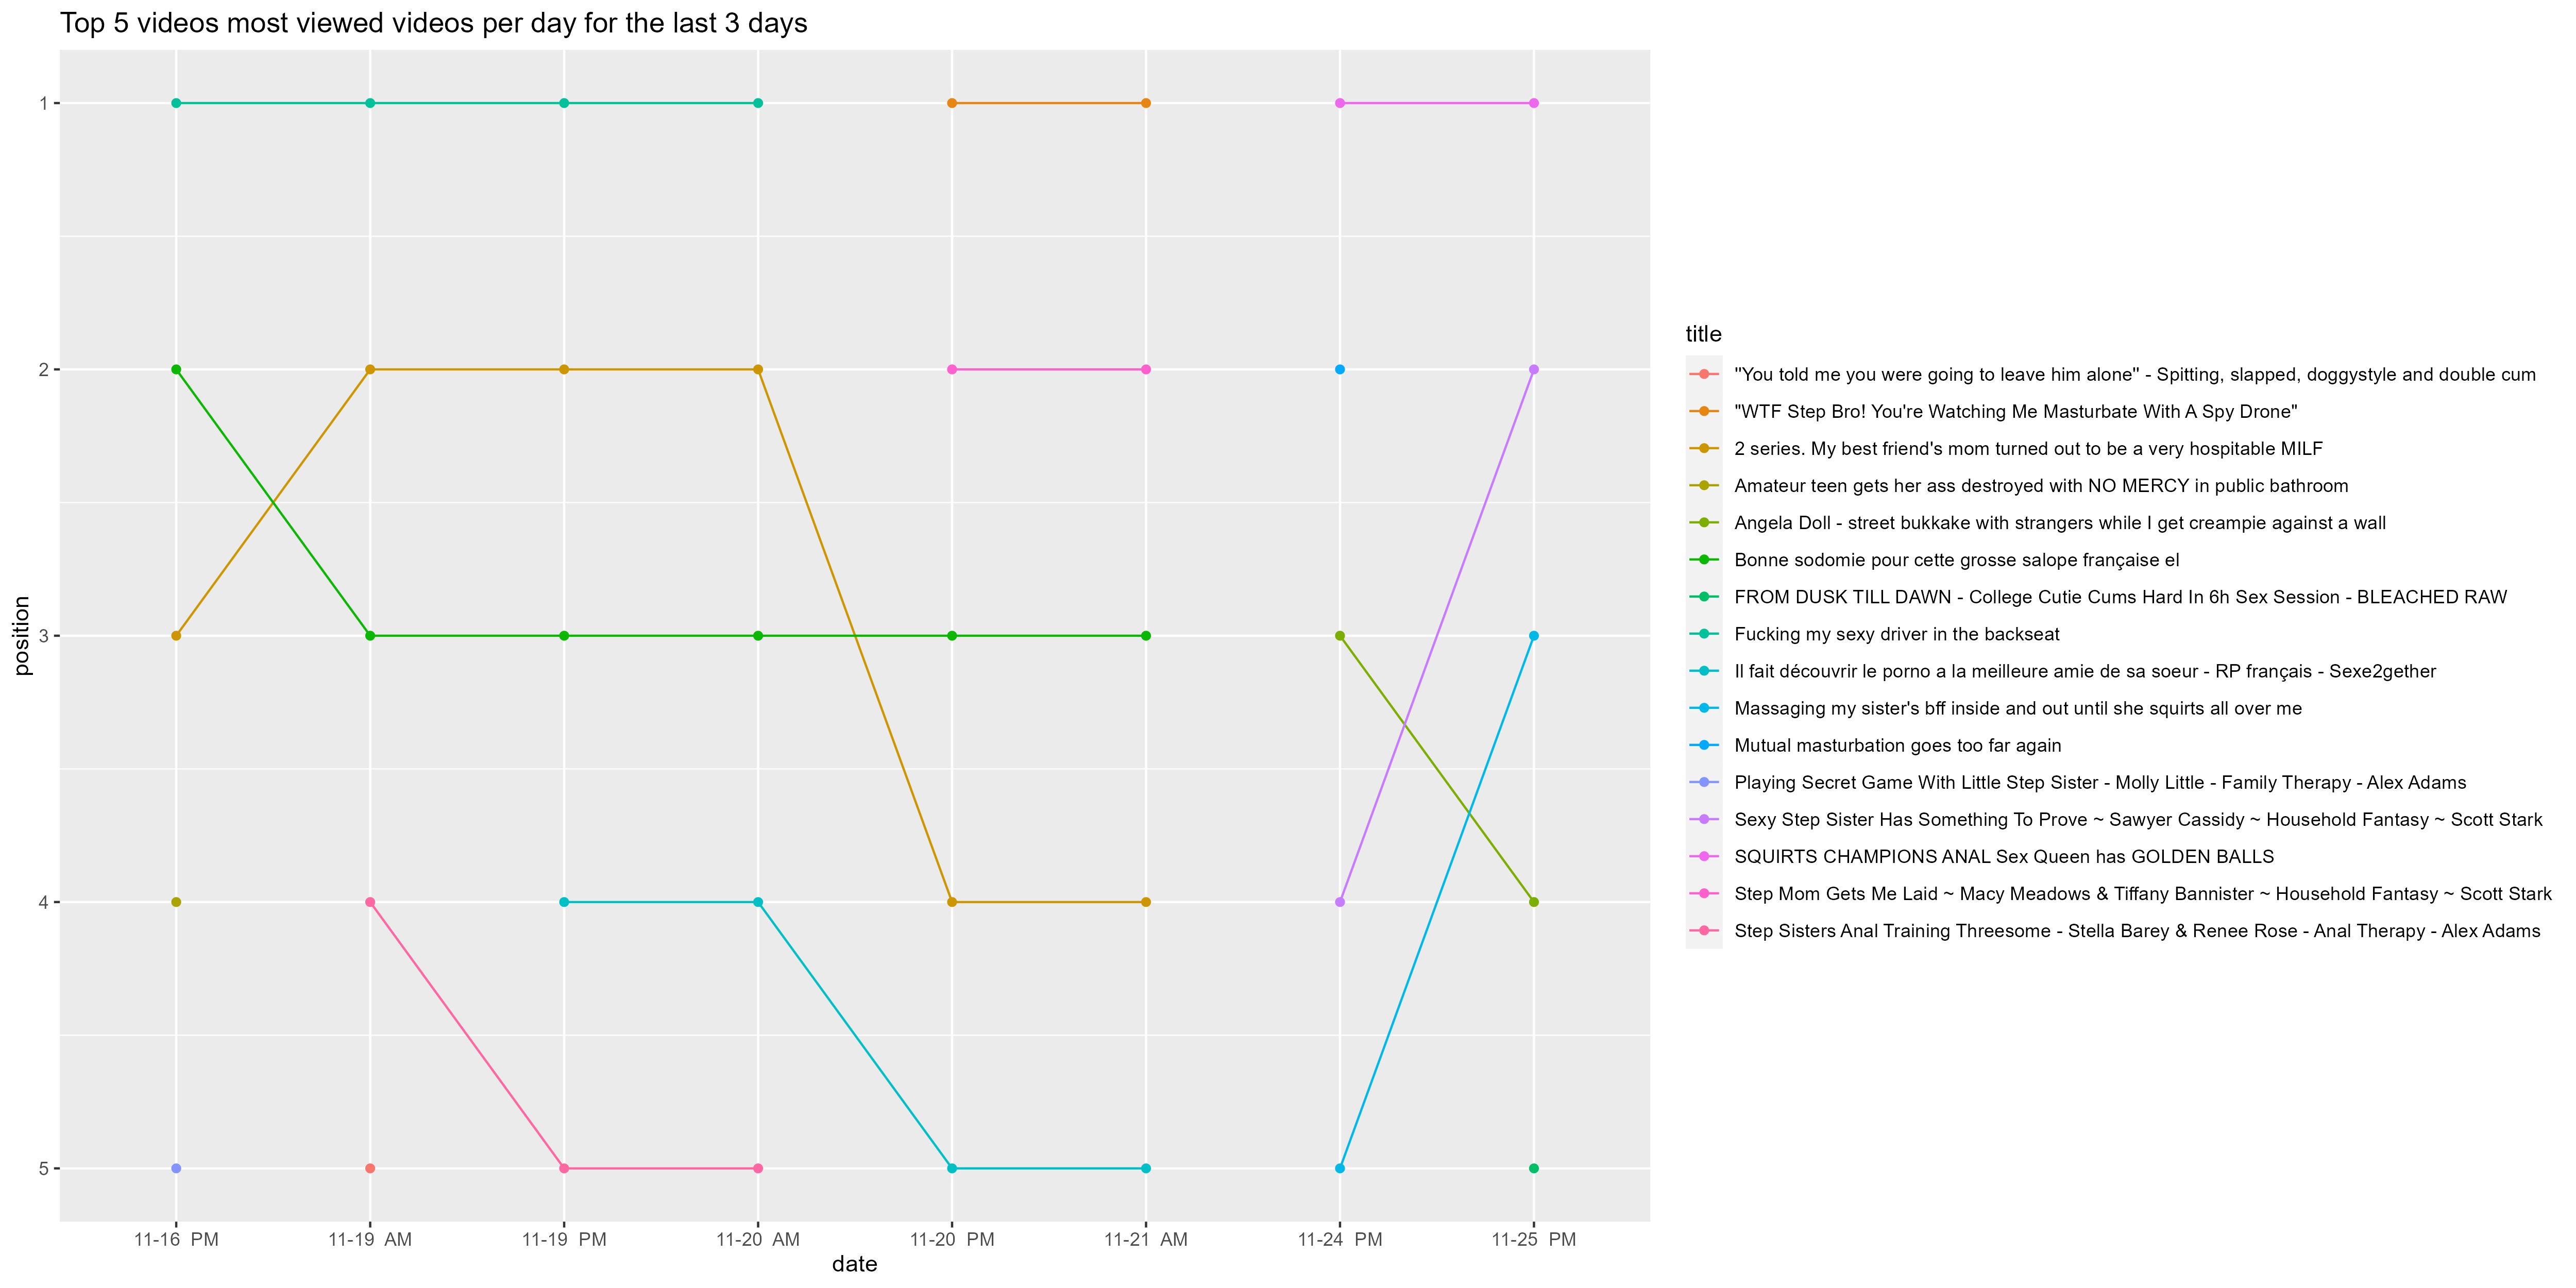 Top 5 videos most viewed videos per day for the last 3 days
position
1
2
3
4
5
11-16 PM
11-19 AM
11-19 PM
11-20 AM
11-20 PM
11-21 AM
11-24 PM
11-25 PM
date
title
"You told me you were going to leave him alone" - Spitting, slapped, doggystyle and double cum
"WTF Step Bro! You're Watching Me Masturbate With A Spy Drone"
2 series. My best friend's mom turned out to be a very hospitable MILF
Amateur teen gets her ass destroyed with NO MERCY in public bathroom
Angela Doll - street bukkake with strangers while I get creampie against a wall
Bonne sodomie pour cette grosse salope française el
FROM DUSK TILL DAWN - College Cutie Cums Hard In 6h Sex Session - BLEACHED RAW
Fucking my sexy driver in the backseat
Il fait découvrir le porno a la meilleure amie de sa soeur - RP français - Sexe2gether
Massaging my sister's bff inside and out until she squirts all over me
Mutual masturbation goes too far again
Playing Secret Game With Little Step Sister - Molly Little - Family Therapy - Alex Adams
Sexy Step Sister Has Something To Prove ~ Sawyer Cassidy ~ Household Fantasy ~ Scott Stark
SQUIRTS CHAMPIONS ANAL Sex Queen has GOLDEN BALLS
Step Mom Gets Me Laid ~ Macy Meadows & Tiffany Bannister ~ Household Fantasy ~ Scott Stark
Step Sisters Anal Training Threesome - Stella Barey & Renee Rose - Anal Therapy - Alex Adams